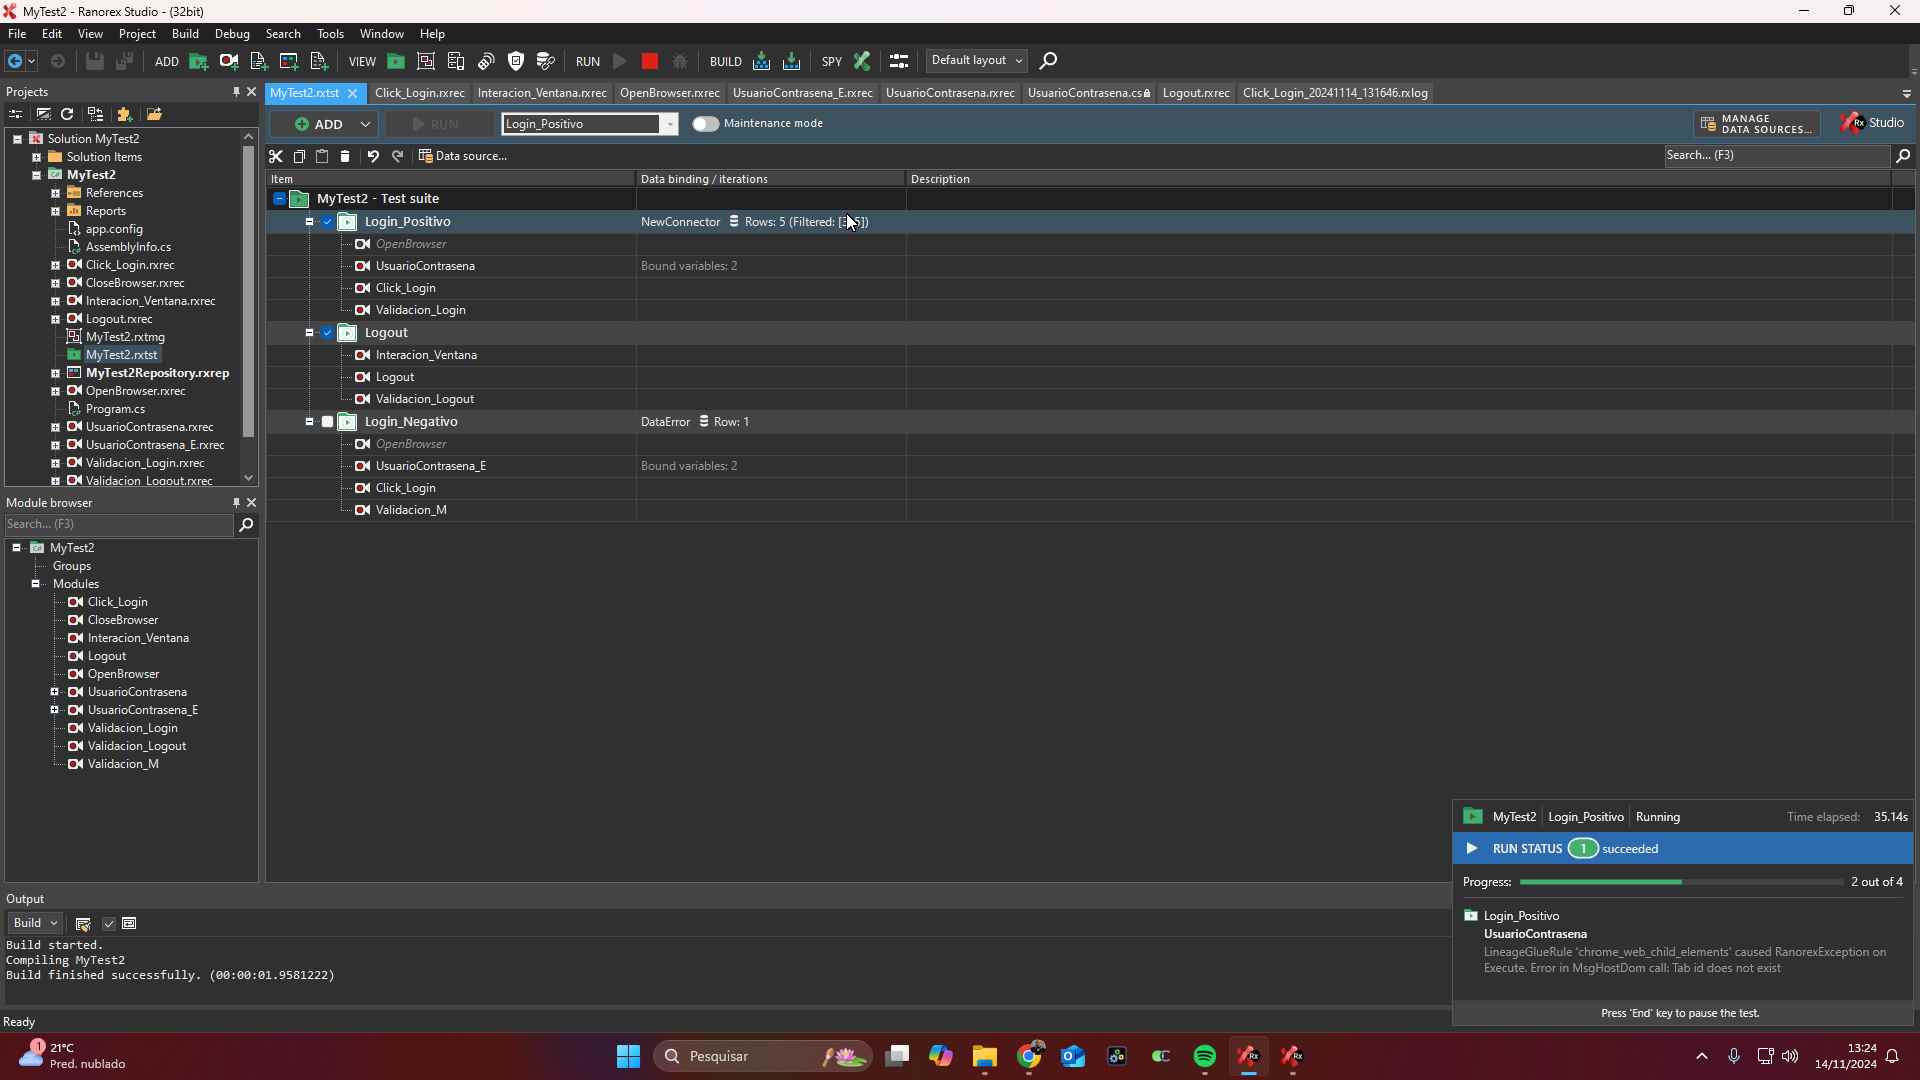 MyTest2 - Ranorex Studio - (32bit)
File Edit View Project Build Debug Search Tools Window Help
ADD VIEW RUN BUILD SPY Default layout
Projects
MyTest2.rxtst Click_Login.rxrec Interacion_Ventana.rxrec OpenBrowser.rxrec UsuarioContrasena_E.rxrec UsuarioContrasena.rxrec UsuarioContrasena.cs Logout.rxrec Click_Login_20241114_131646.rxlog
ADD RUN Login_Positivo Maintenance mode MANAGE
DATA SOURCES... Rx Studio
Data source... Search... (F3)
Item Data binding / iterations Description
MyTest2 - Test suite
Login_Positivo NewConnector Rows: 5 (Filtered:
OpenBrowser
UsuarioContrasena Bound variables: 2
Click_Login
Validacion_Login
Logout
Interacion_Ventana
Logout
Validacion_Logout
Login_Negativo DataError Row: 1
OpenBrowser
UsuarioContrasena_E Bound variables: 2
Click_Login
Validacion_M
Solution MyTest2
Solution Items
MyTest2
References
Reports
app.config
AssemblyInfo.cs
Click_Login.rxrec
CloseBrowser.rxrec
Interacion_Ventana.rxrec
Logout.rxrec
MyTest2.rxtmg
MyTest2.rxtst
MyTest2Repository.rxrep
OpenBrowser.rxrec
Program.cs
UsuarioContrasena.rxrec
UsuarioContrasena_E.rxrec
Validacion_Login.rxrec
Validacion_Logout.rxrec
Module browser
Search... (F3)
MyTest2
Groups
Modules
Click_Login
CloseBrowser
Interacion_Ventana
Logout
OpenBrowser
UsuarioContrasena
UsuarioContrasena_E
Validacion_Login
Validacion_Logout
Validacion_M
Output
Build
Build started.
Compiling MyTest2
Build finished successfully. (00:00:01.9581222)
Ready
MyTest2 Login_Positivo Running Time elapsed: 35.14s
RUN STATUS 1 succeeded
Progress: 2 out of 4
Login_Positivo
UsuarioContrasena
LineageGlueRule 'chrome_web_child_elements' caused RanorexException on
Execute. Error in MsgHostDom call: Tab id does not exist
Press 'End' key to pause the test.
1
21°C
Pred. nublado
Pesquisar
13:24
14/11/2024